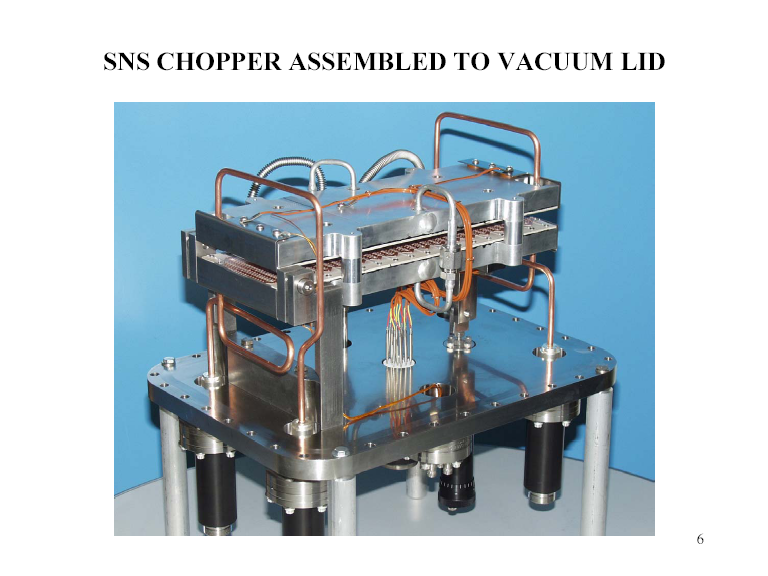 SNS CHOPPER ASSEMBLED TO VACUUM LID
6